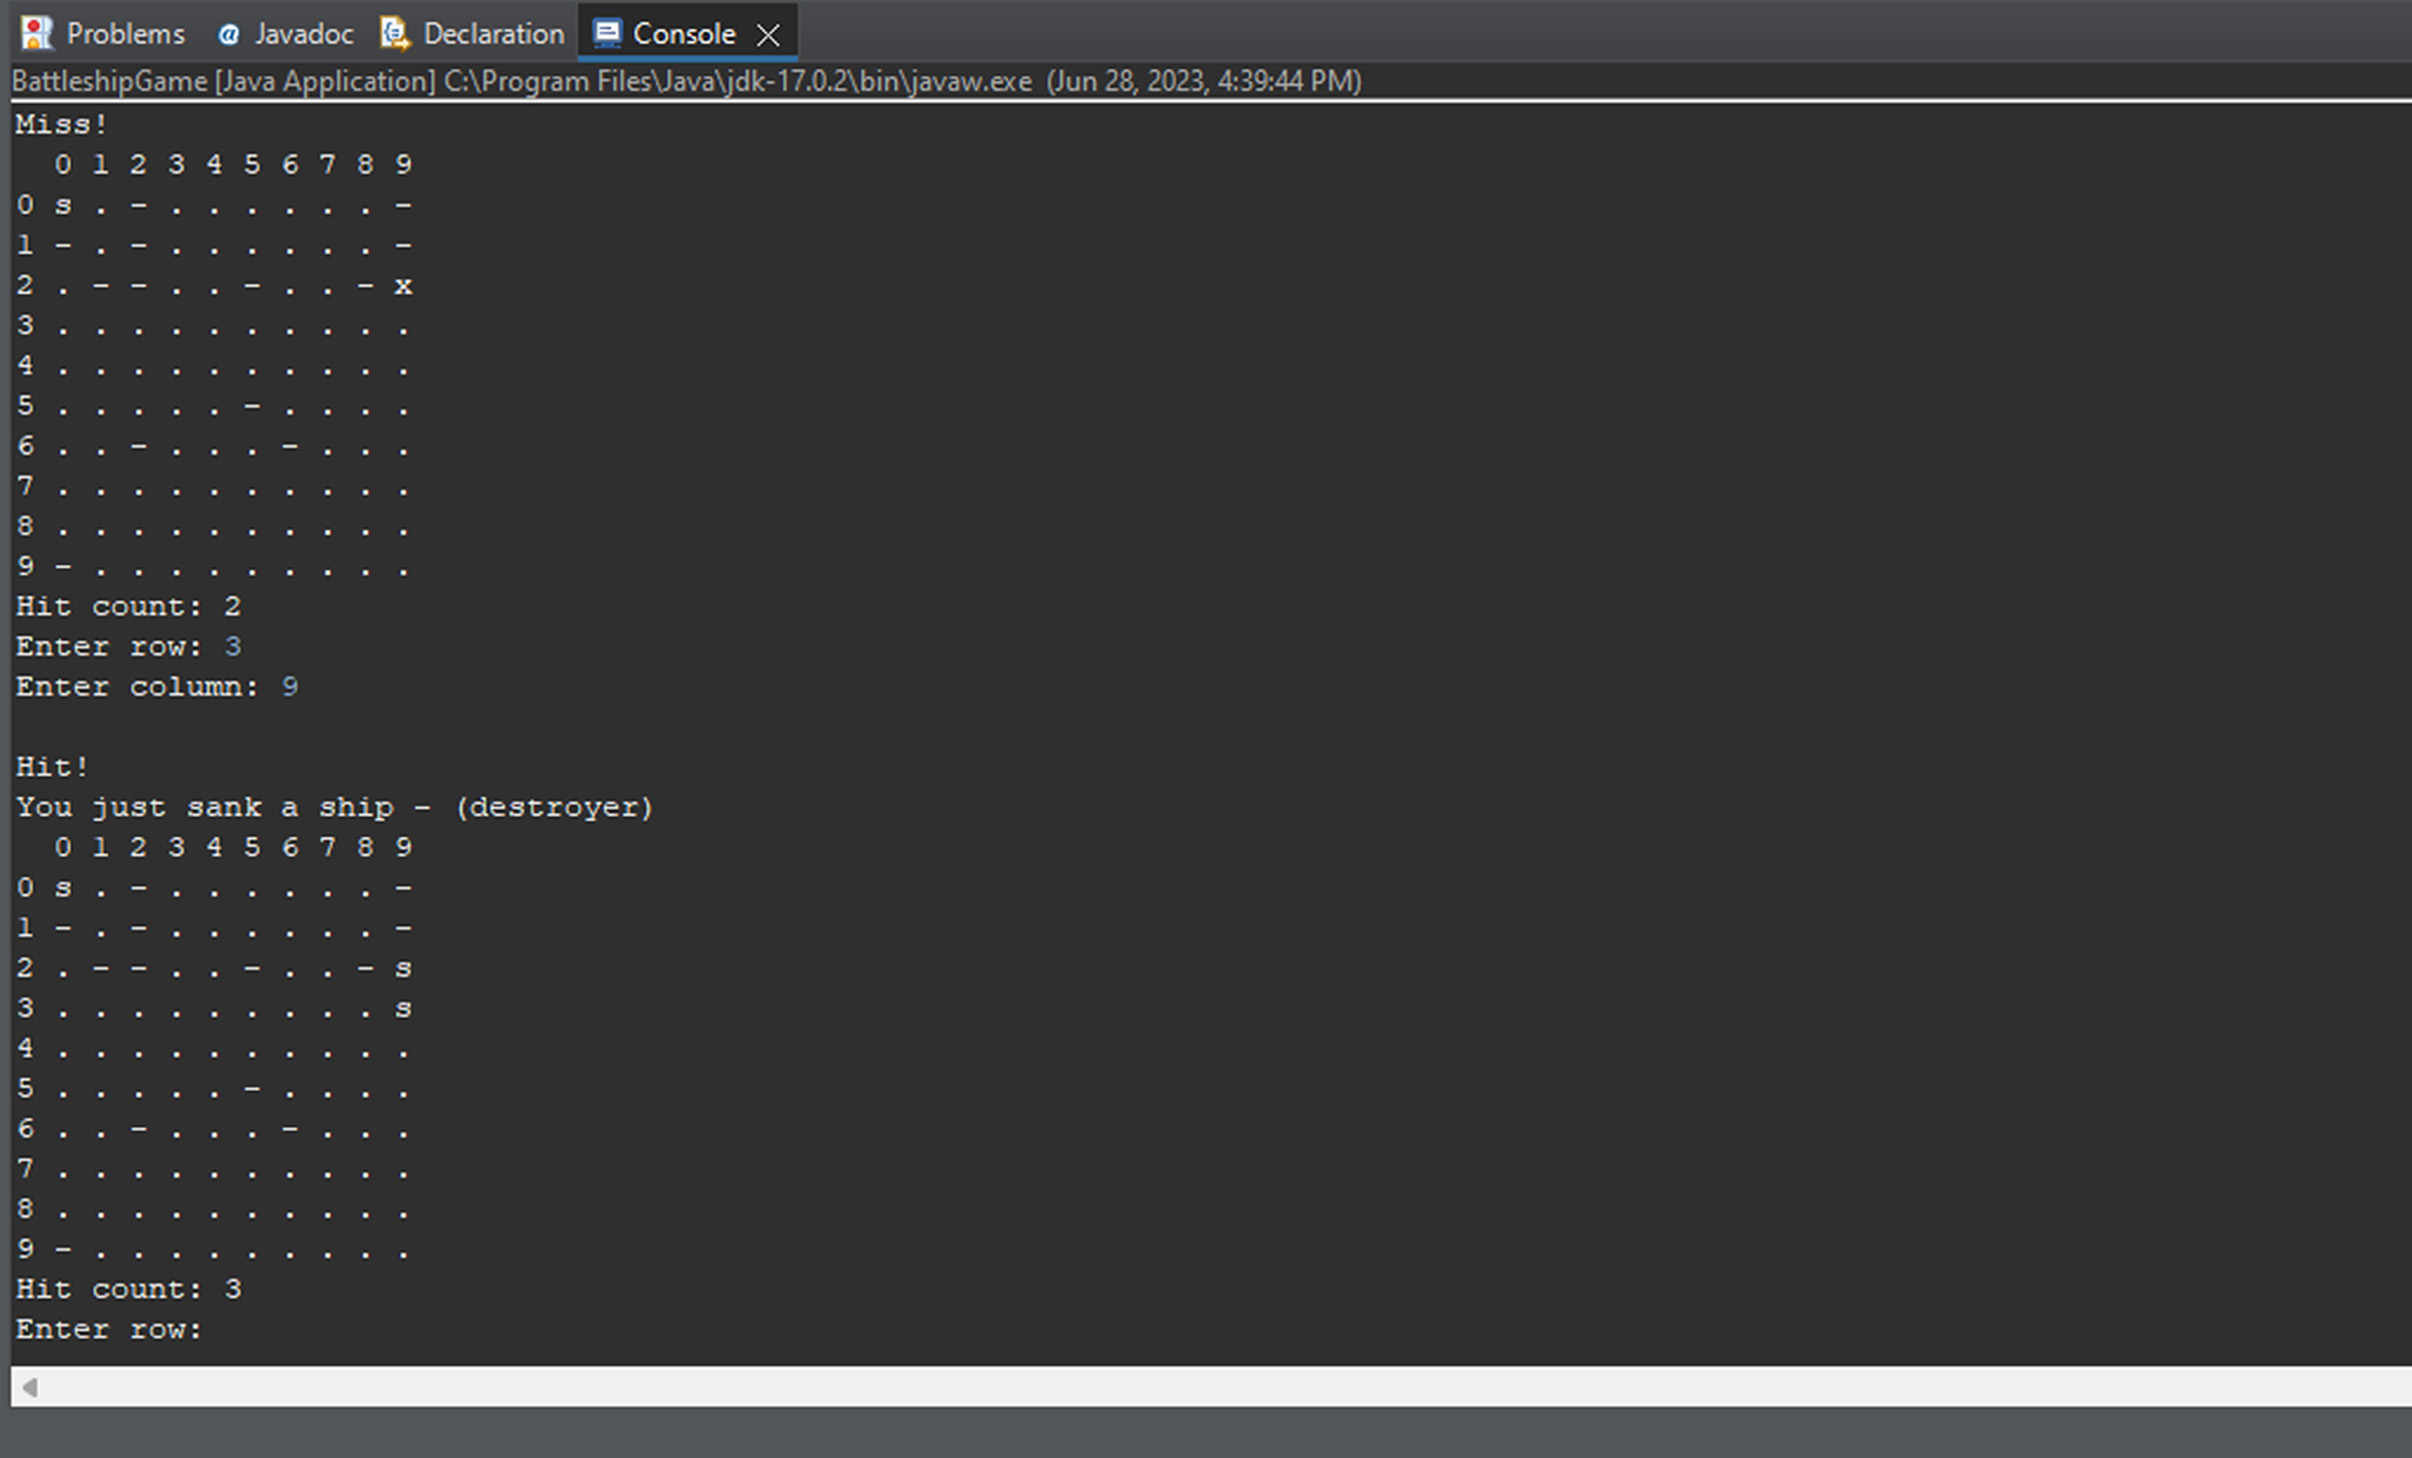 Problems @ Javadoc Declaration Console
BattleshipGame [Java Application] C:\Program Files\Java\jdk-17.0.2\bin\javaw.exe (Jun 28, 2023, 4:39:44 PM)
Miss!
  0 1 2 3 4 5 6 7 8 9
0 s . - . . . . . . -
1 - . - . . . . . . -
2 . - - . . - . . - x
3 . . . . . . . . . .
4 . . . . . . . . . .
5 . . . . . - . . . .
6 . . - . . . - . . .
7 . . . . . . . . . .
8 . . . . . . . . . .
9 - . . . . . . . . .
Hit count: 2
Enter row: 3
Enter column: 9
Hit!
You just sank a ship - (destroyer)
  0 1 2 3 4 5 6 7 8 9
0 s . - . . . . . . -
1 - . - . . . . . . -
2 . - - . . - . . - s
3 . . . . . . . . . s
4 . . . . . . . . . .
5 . . . . . - . . . .
6 . . - . . . - . . .
7 . . . . . . . . . .
8 . . . . . . . . . .
9 - . . . . . . . . .
Hit count: 3
Enter row: